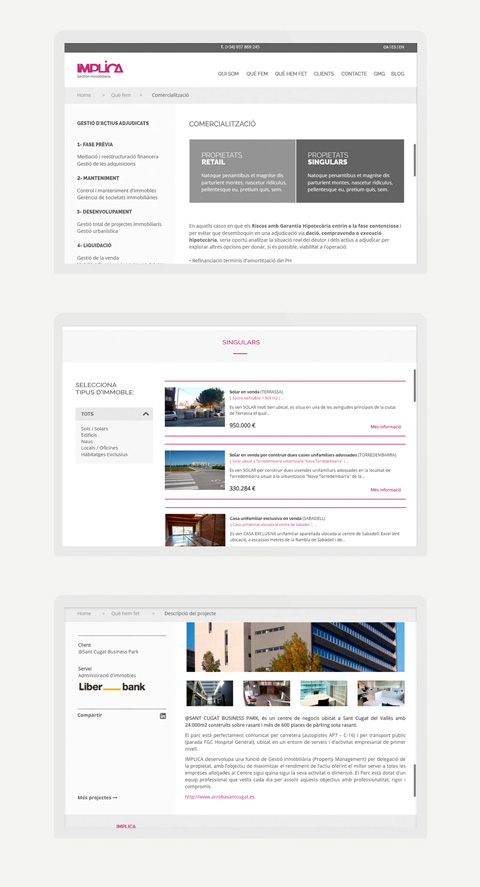 T. (+34) 937 869 245
CA | ES | EN
IMPLICA
Gestión Inmobiliaria
QUI SOM QUÈ FEM QUÈ HEM FET CLIENTS CONTACTE GMG BLOG
Home > Què fem > Comercialització
GESTIÓ D'ACTIUS ADJUDICATS
1- FASE PRÈVIA
Mediació i reestructuració financera
Gestió de les adquisicions
2- MANTENIMENT
Control i manteniment d'immobles
Gerència de societats immobiliàries
3- DESENVOLUPAMENT
Gestió total de projectes immobiliaris
Gestió urbanística
4- LIQUIDACIÓ
Gestió de la venda
COMERCIALITZACIÓ
PROPIETATS
RETAIL
Natoque penatibus et magnise dis
parturient montes, nascetur ridiculus,
pellentesque eu, pretium quis, sem.
PROPIETATS
SINGULARS
Natoque penatibus et magnise dis
parturient montes, nascetur ridiculus,
pellentesque eu, pretium quis, sem.
En aquells casos en què els Riscos amb Garantia Hipotecària entrin a la fase contenciosa i
per evitar que desemboquin en una adjudicació via dació, compravenda o execució
hipotecària, seria oportú analitzar la situació real del deutor i dels actius a adjudicar per
explorar altres opcions per donar, si és possible, viabilitat a l'operació:
• Refinanciació terminis d'amortització del PH
SINGULARS
SELECCIONA
TIPUS D'IMMOBLE:
TOTS
Sols i Solars
Edificis
Naus
Locals i Oficines
Habitatges Exclusius
Solar en venda (TERRASSA)
Es ven SOLAR molt ben ubicat, es situa en una de les avingudes principals de la ciutat
de Terrassa el qual...
950.000 €
Més informació
Solar en venda per construir dues cases unifamiliars adossades (TORREDEMBARRA)
| Solar ubicat a Torredembarra urbanització "Nova Torredembarra" | ...
Es ven SOLAR per construir dues vivendes unifamiliars adossades en la localitat de
Torredembarra situat a la urbanització "Nova Torredembarra" de la...
330.284 €
Més informació
Casa unifamiliar exclusiva en venda (SABADELL)
| Casa unifamiliar ubicada al centre de Sabadell | ...
Es ven CASA EXCLUSIVA unifamiliar aparellada ubicada al centre de Sabadell. Excel·lent
ubicació, a escasses metres de la Rambla de Sabadell i de...
Home < Què hem fet < Descripció del projecte
Client
@Sant Cugat Business Park
Servei
Administració d'Immobles
Liber bank
Compartir
in
Més projectes
IMPLICA
@SANT CUGAT BUSINESS PARK, és un centre de negocis ubicat a Sant Cugat del Vallès amb
24.000m2 construïts sobre rasant i més de 600 places de pàrking sota rasant.
El parc està perfectament comunicat per carretera (autopistes AP7 – C-16) i per transport públic
(parada FGC Hospital General), ubicat en un entorn de serveis i d'activitat empresarial de primer
nivell.
IMPLICA desenvolupa una funció de Gestió Immobiliària (Property Management) per delegació de
la propietat, amb l'objectiu de maximitzar el rendiment de l'actiu oferint el millor servei a totes les
empreses allotjades al Centre sigui quina sigui la seva activitat o dimensió. El Parc està dotat d'un
equip professional que vetlla cada dia per assolir aquests objectius amb professionalitat, rigor i
compromís.
http://www.arrobasantcugat.es